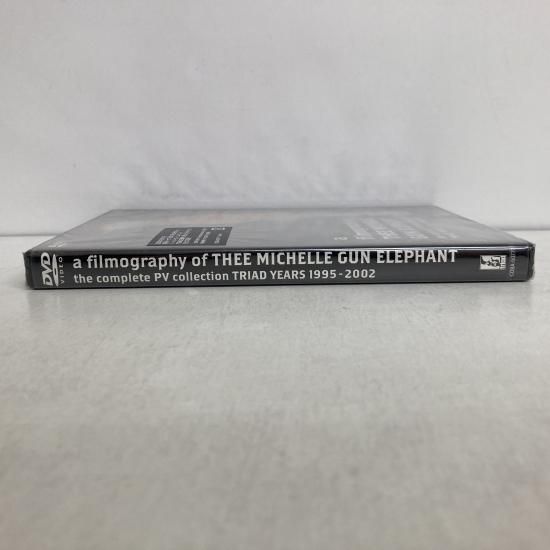 DVD
VIDEO
a filmography of THEE MICHELLE GUN ELEPHANT
the complete PV collection TRIAD YEARS 1995-2002